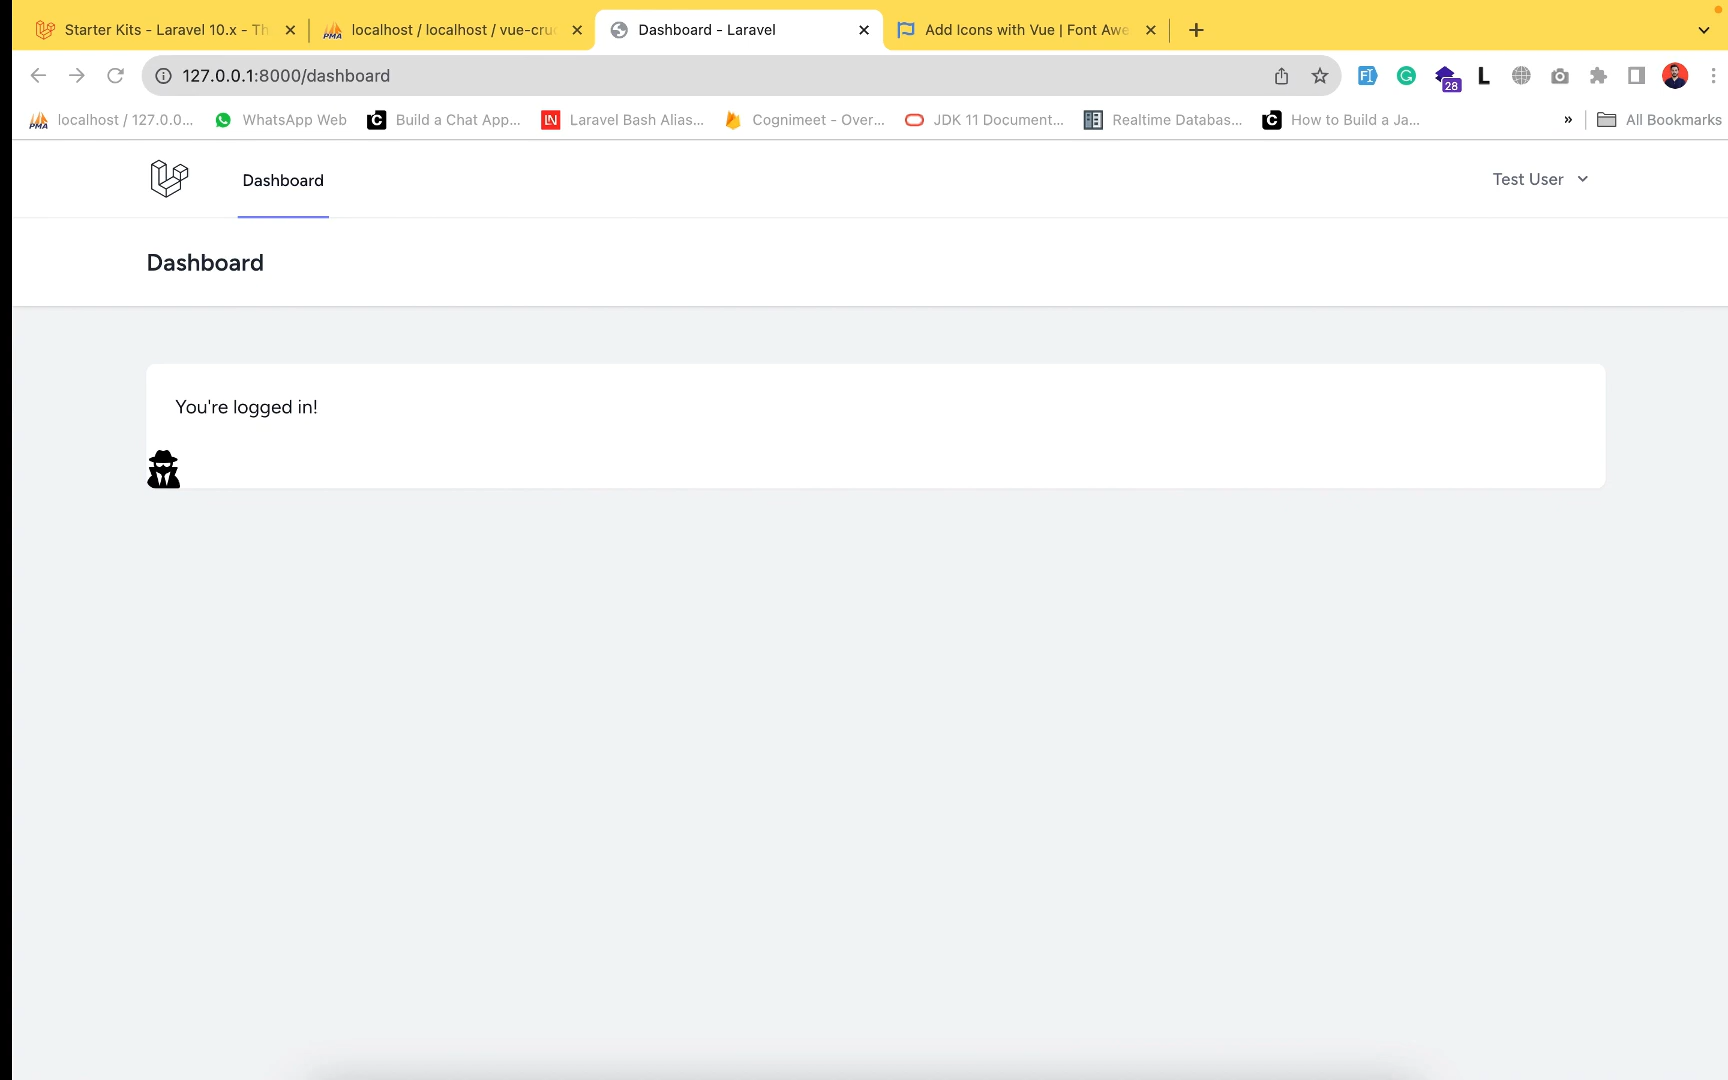 Starter Kits - Laravel 10.x - Th
localhost / localhost / vue-cru
Dashboard - Laravel
Add Icons with Vue | Font Awe
127.0.0.1:8000/dashboard
28
L
localhost / 127.0.0...
WhatsApp Web
Build a Chat App...
LN
Laravel Bash Alias...
Cognimeet - Over...
JDK 11 Document...
Realtime Databas...
How to Build a Ja...
»
All Bookmarks
Dashboard
Test User
Dashboard
You're logged in!